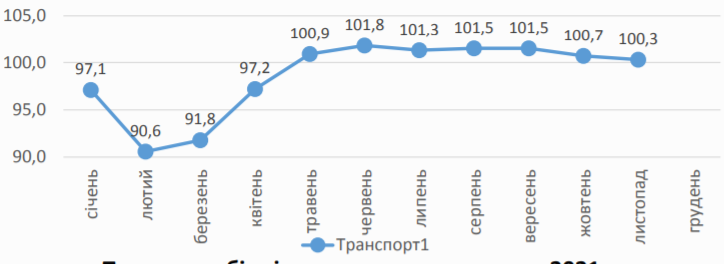 105,0
100,0
95,0
90,0
97,1
90,6
91,8
97,2
100,9
101,8
101,3
101,5
101,5
100,7
100,3
січень
лютий
березень
квітень
травень
червень
липень
серпень
вересень
жовтень
листопад
грудень
Транспорт1
2021